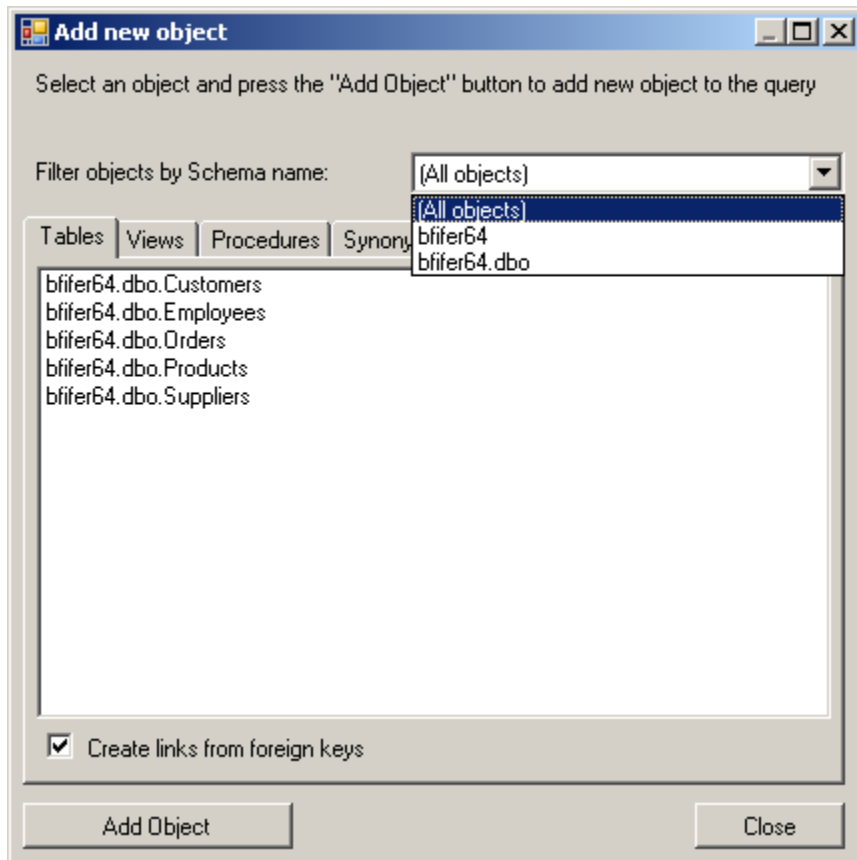 Add new object
Select an object and press the "Add Object" button to add new object to the query
Filter objects by Schema name:
(All objects)
(All objects)
bfifer64
bfifer64.dbo
Tables
Views
Procedures
Synony
bfifer64.dbo.Customers
bfifer64.dbo.Employees
bfifer64.dbo.Orders
bfifer64.dbo.Products
bfifer64.dbo.Suppliers
Create links from foreign keys
Add Object
Close